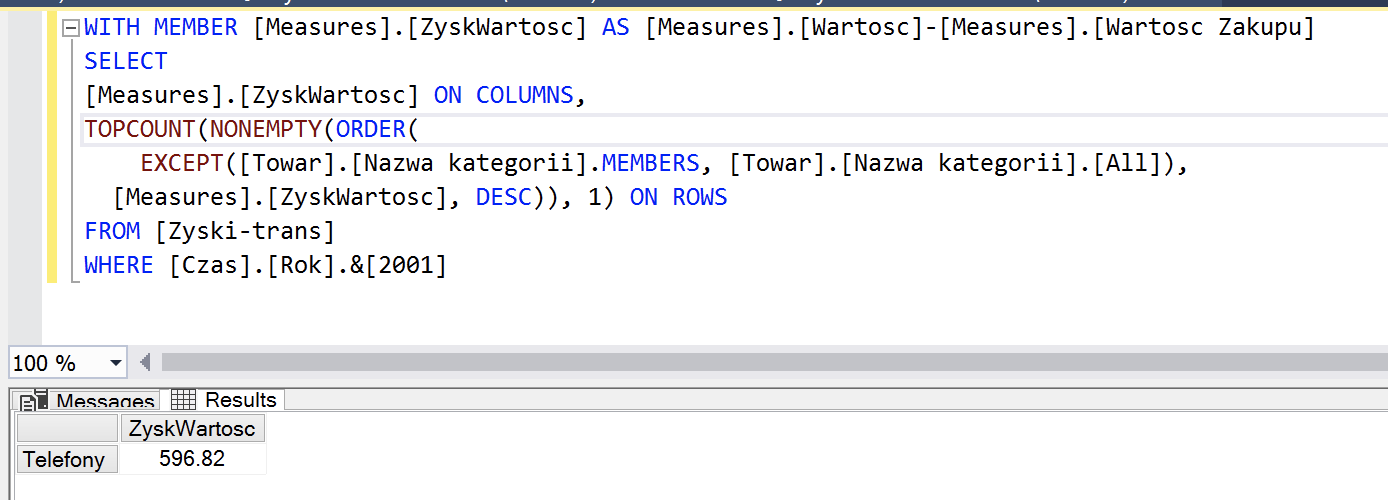 WITH MEMBER [Measures].[ZyskWartosc] AS [Measures].[Wartość]-[Measures].[Wartosc Zakupu]
SELECT
[Measures].[ZyskWartosc] ON COLUMNS,
TOPCOUNT(NONEMPTY(ORDER(
EXCEPT([Towar].[Nazwa kategorii].MEMBERS, [Towar].[Nazwa kategorii].[All]),
[Measures].[ZyskWartosc], DESC)), 1) ON ROWS
FROM [Zyski-trans]
WHERE [Czas].[Rok].&[2001]
100 %
Messages Results
ZyskWartosc
Telefony 596.82